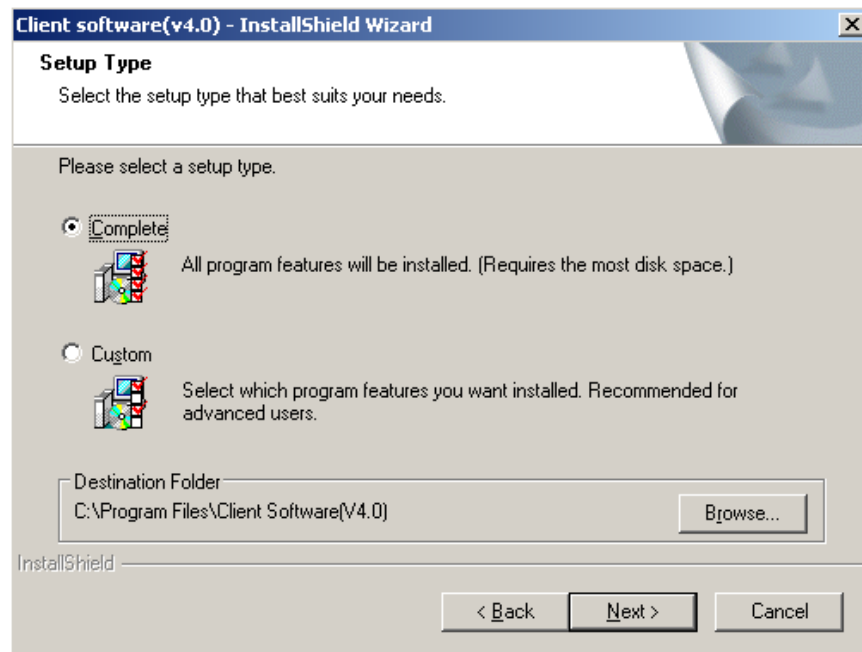 Client software(v4.0) - InstallShield Wizard
Setup Type
Select the setup type that best suits your needs.
Please select a setup type.
Complete
All program features will be installed. (Requires the most disk space.)
Custom
Select which program features you want installed. Recommended for
advanced users.
Destination Folder
C:\Program Files\Client Software(V4.0)
Browse...
InstallShield
< Back
Next >
Cancel